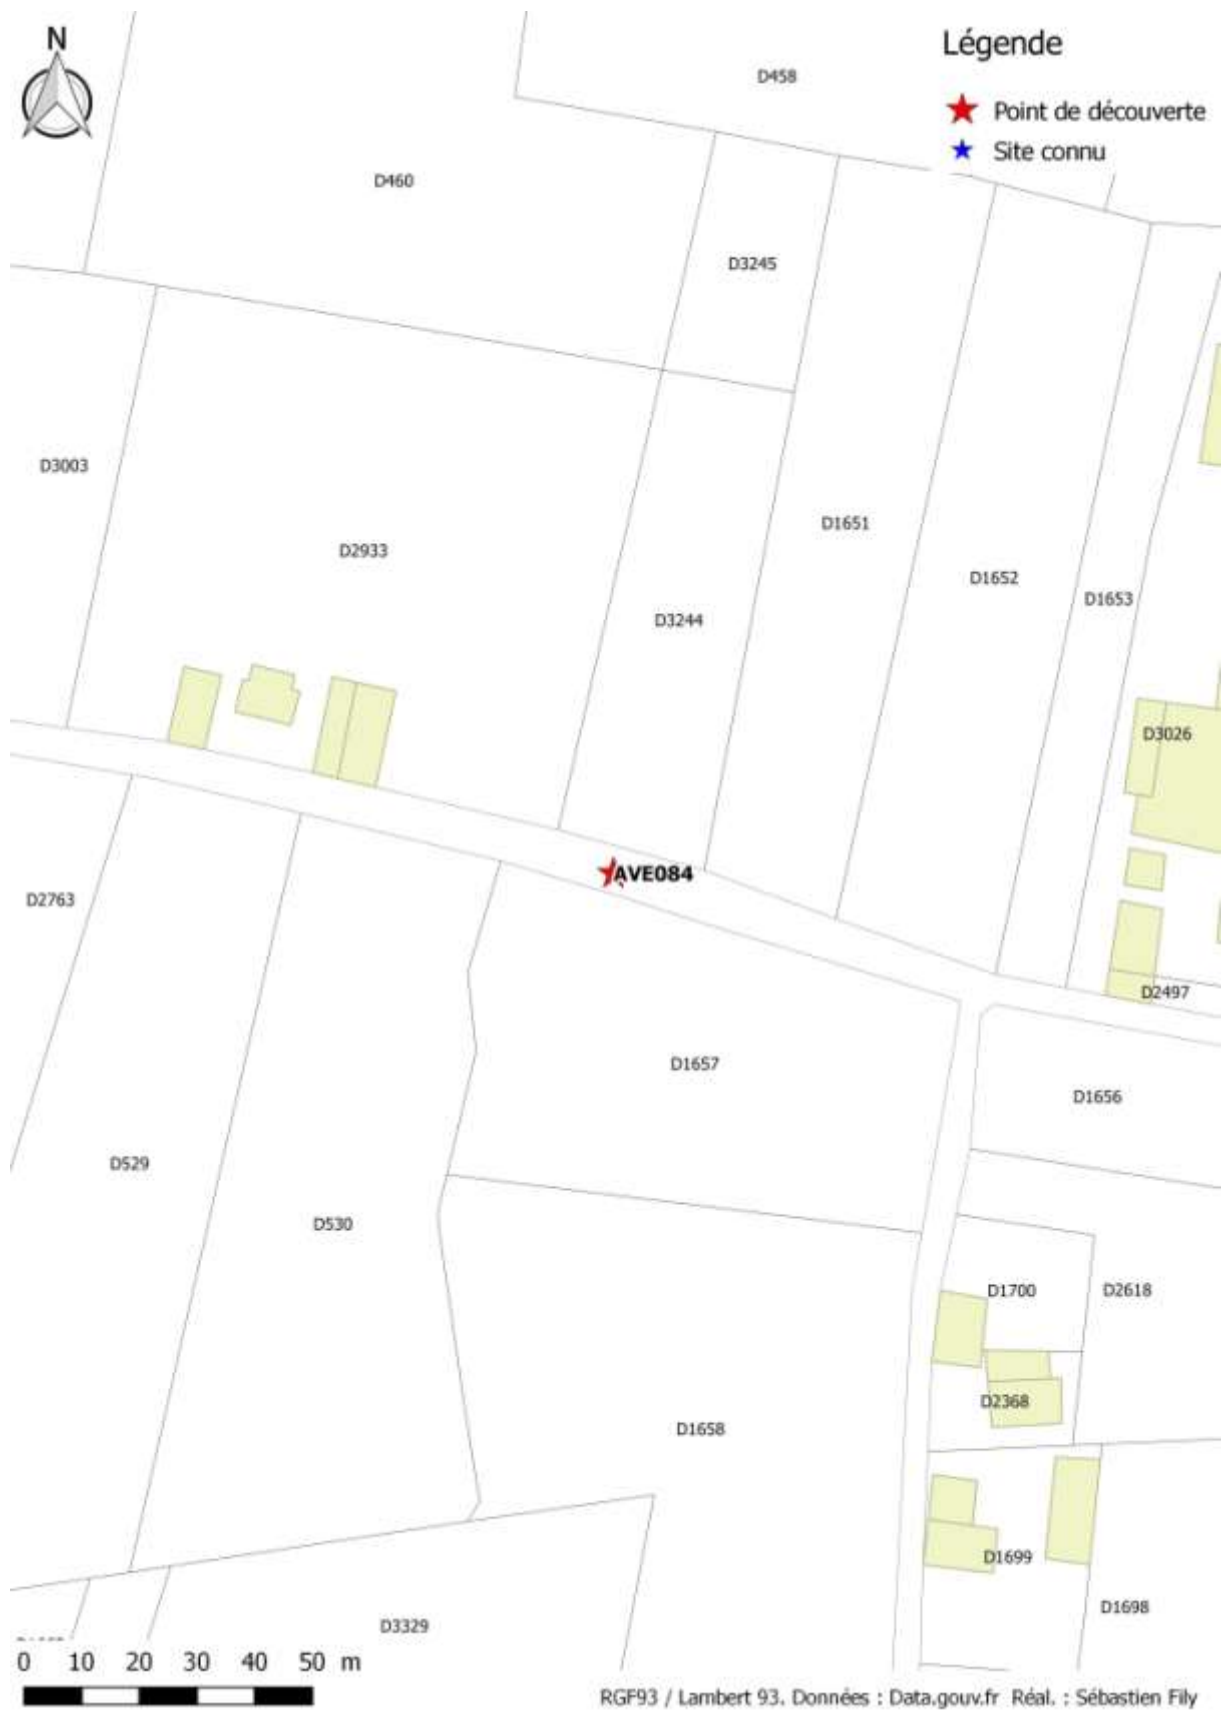 N
Légende
Point de découverte
Site connu
D458
D460
D3245
D3003
D2933
D1651
D1652
D1653
D3244
D3026
AVE084
D2763
D2497
D1657
D1656
D529
D530
D1700
D2618
D2368
D1658
D1699
D1698
D3329
0 10 20 30 40 50 m
RGF93 / Lambert 93. Données : Data.gouv.fr Réal. : Sébastien Fily